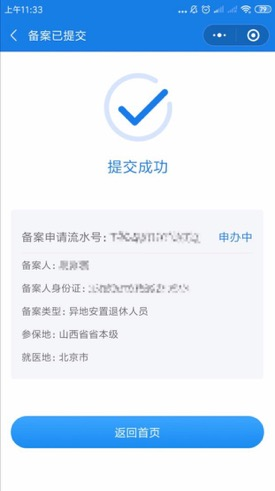 上午11:33
79
备案已提交
提交成功
备案申请流水号:
申办中
备案人:
备案人身份证:
备案类型: 异地安置退休人员
参保地: 山西省省本级
就医地: 北京市
返回首页